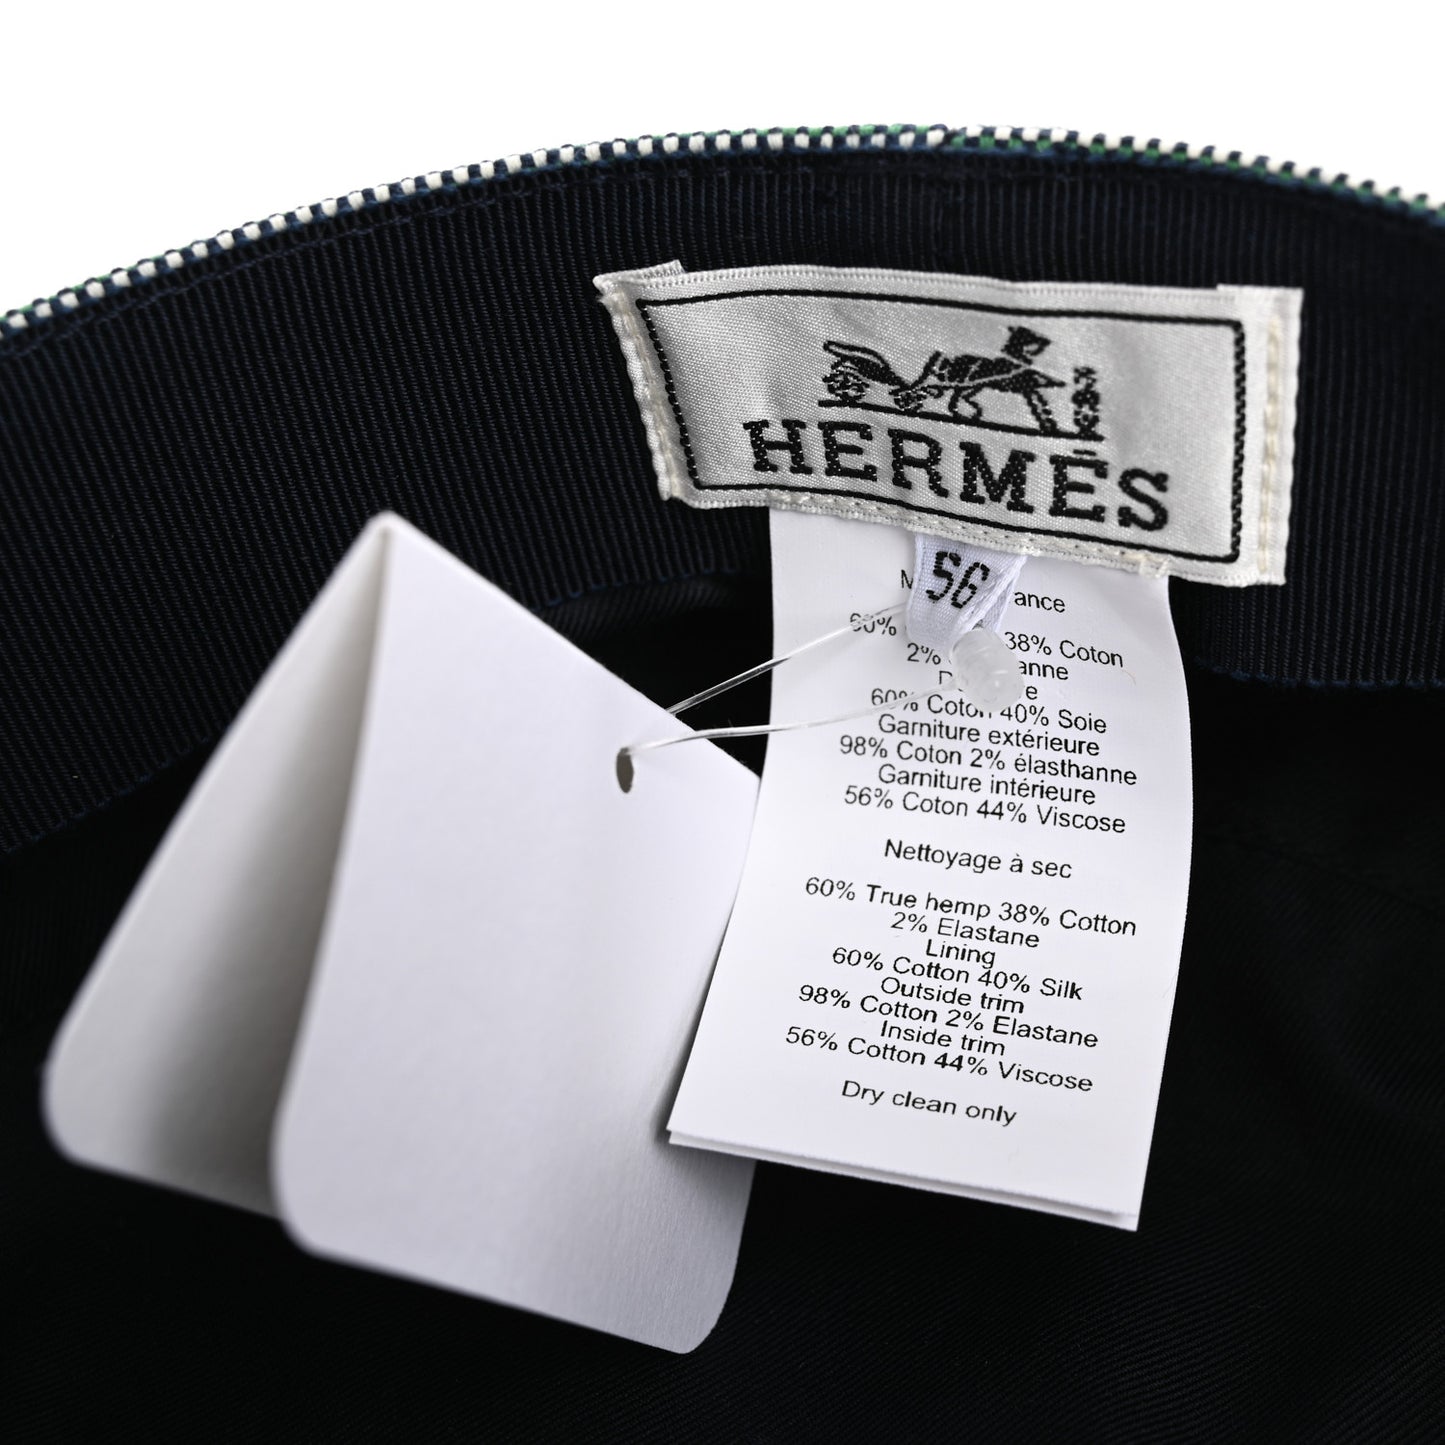 HERMÈS
56
ance
60% 38% Coton
2% anne
60% Coton 40% Soie
Garniture extérieure
98% Coton 2% élasthanne
Garniture intérieure
56% Coton 44% Viscose
Nettoyage à sec
60% True hemp 38% Cotton
2% Elastane
Lining
60% Cotton 40% Silk
Outside trim
98% Cotton 2% Elastane
Inside trim
56% Cotton 44% Viscose
Dry clean only